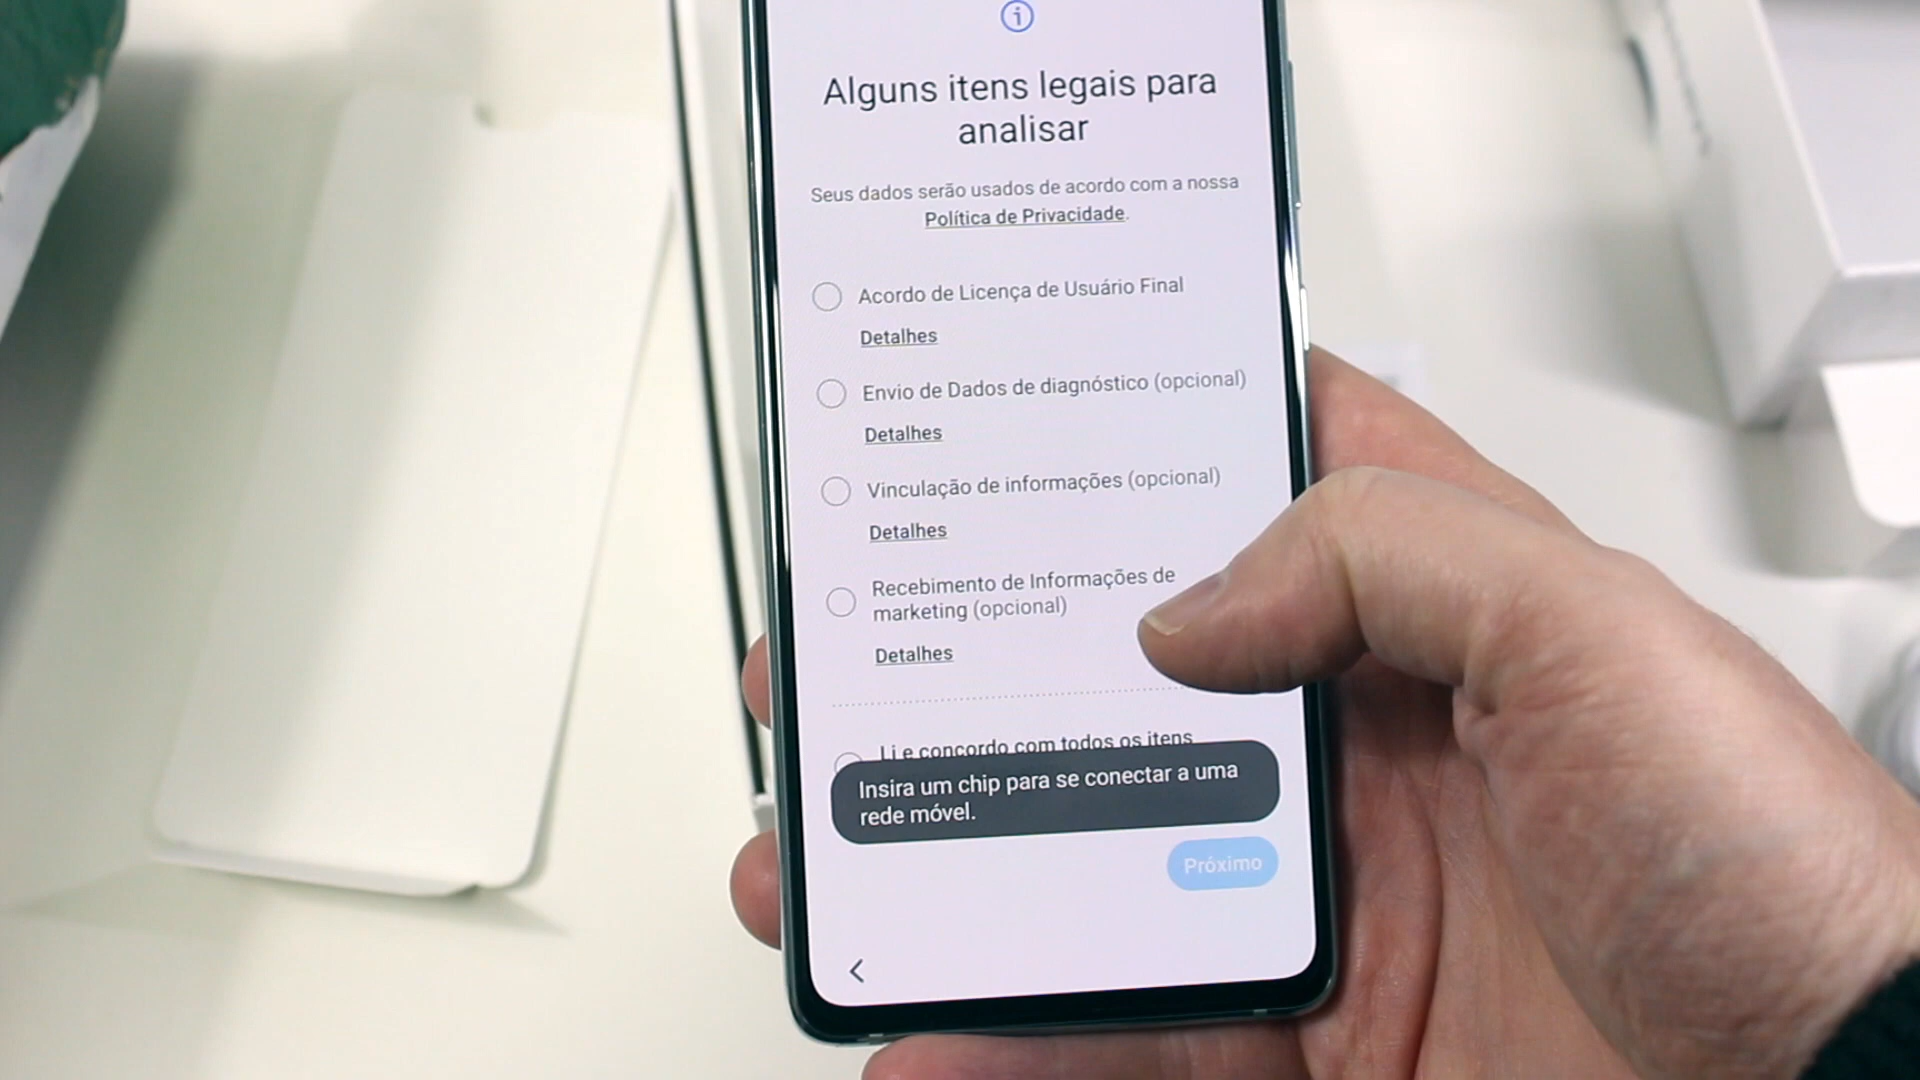 Alguns itens legais para
analisar
Seus dados serão usados de acordo com a nossa
Política de Privacidade.
Acordo de Licença de Usuário Final
Detalhes
Envio de Dados de diagnóstico (opcional)
Detalhes
Vinculação de informações (opcional)
Detalhes
Recebimento de Informações de
marketing (opcional)
Detalhes
Li e concordo com todos os itens
Insira um chip para se conectar a uma
rede móvel.
Próximo